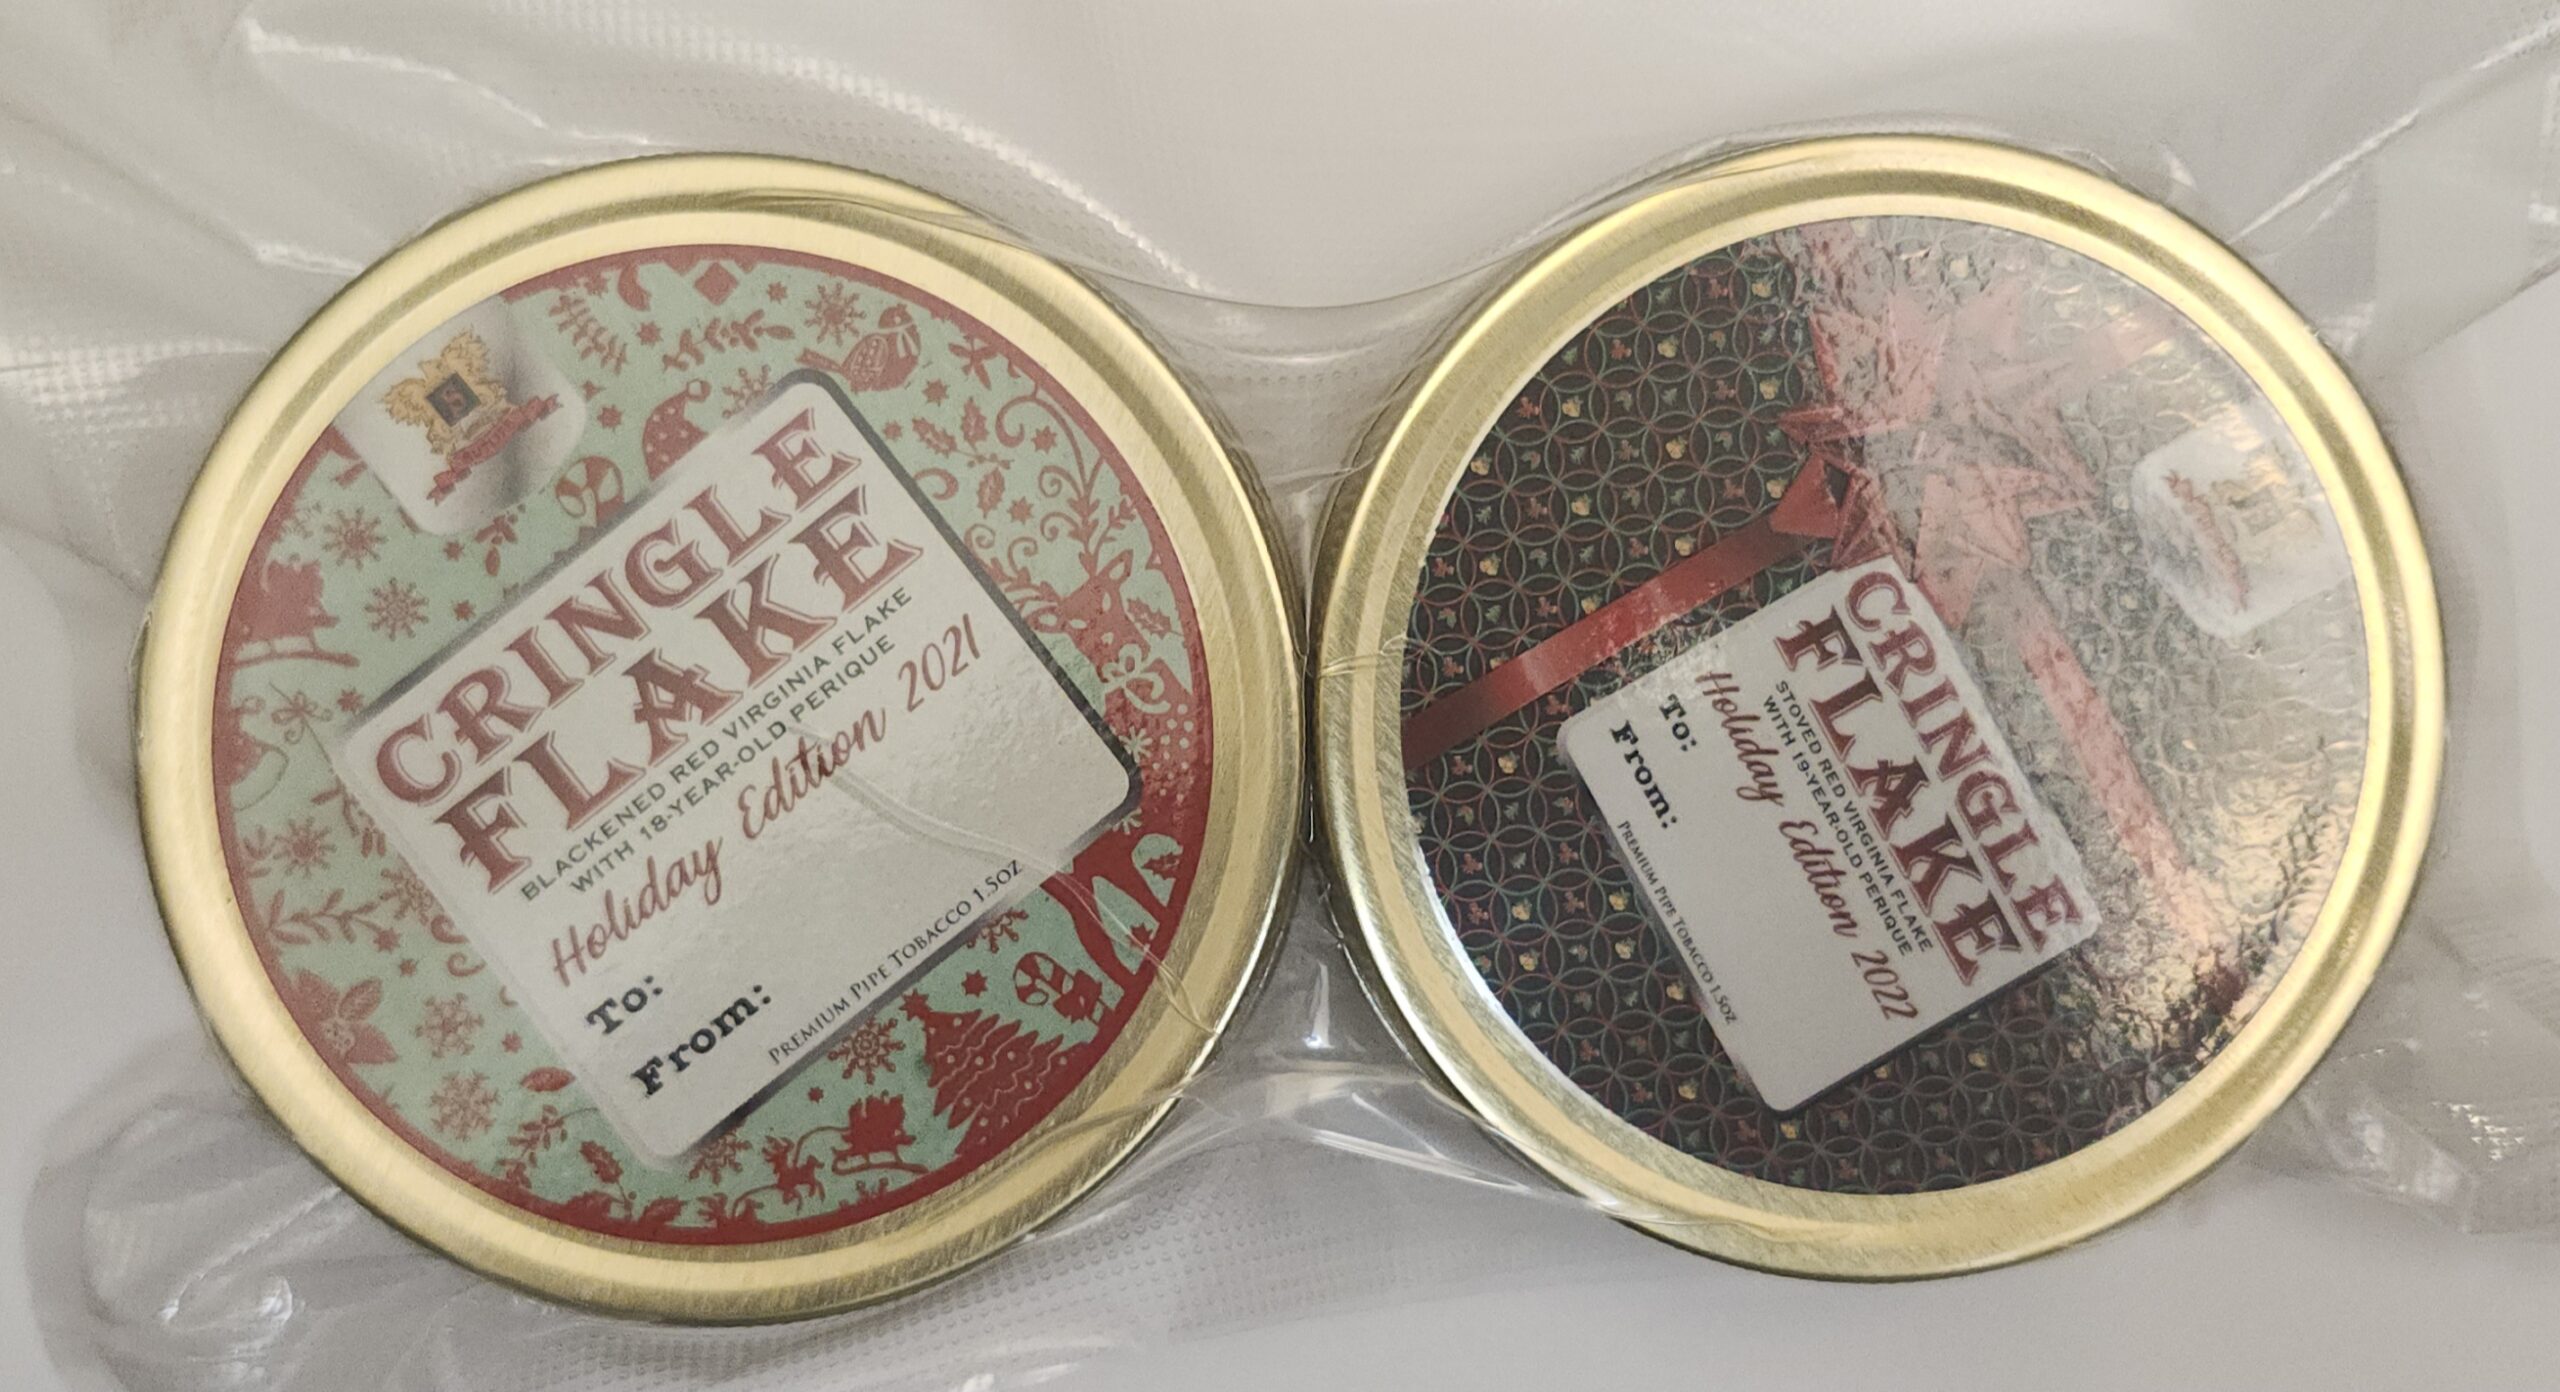 S
SUTLIFF
CRINGLE
FLAKE
BLACKENED RED VIRGINIA FLAKE
WITH 18-YEAR-OLD PERIQUE
Holiday Edition 2021
To:
From:
PREMIUM PIPE TOBACCO 1.5OZ
CRINGLE
FLAKE
STOVED RED VIRGINIA FLAKE
WITH 19-YEAR-OLD PERIQUE
Holiday Edition 2022
To:
From:
PREMIUM PIPE TOBACCO 1.5OZ